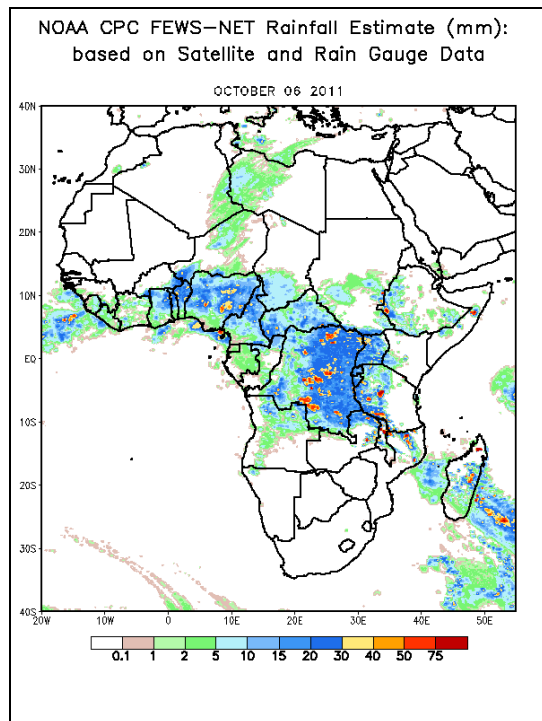 NOAA CPC FEWS-NET Rainfall Estimate (mm):
based on Satellite and Rain Gauge Data
OCTOBER 06 2011
40N
30N
20N
10N
EQ
10S
20S
30S
40S
20W 10W 0 10E 20E 30E 40E 50E
0.1 1 2 5 10 15 20 30 40 50 75